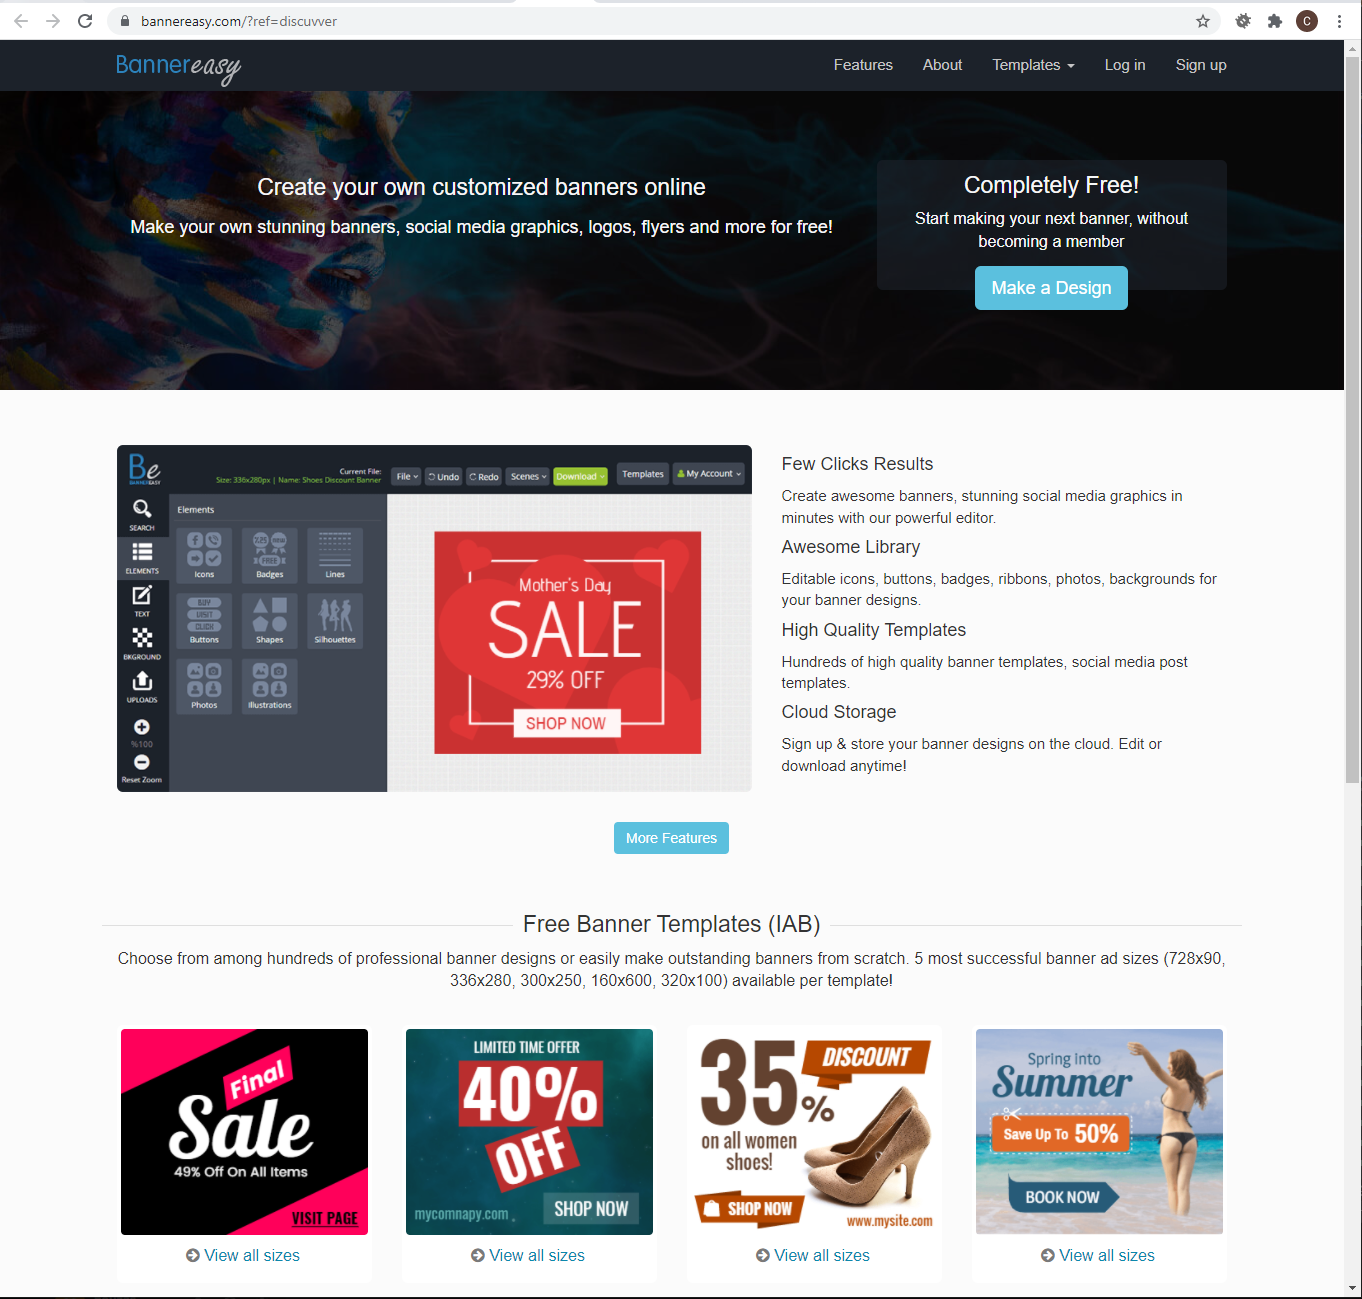 bannereasy.com/?ref=discuvver
C
Bannereasy
Features
About
Templates
Log in
Sign up
Create your own customized banners online
Make your own stunning banners, social media graphics, logos, flyers and more for free!
Completely Free!
Start making your next banner, without
becoming a member
Make a Design
Be
BANNEREASY
Current File:
Size: 336x280px | Name: Shoes Discount Banner
File
Undo
Redo
Scenes
Download
Templates
My Account
SEARCH
ELEMENTS
TEXT
BKGROUND
UPLOADS
%100
Reset Zoom
Elements
Icons
%25
NEW
FREE
Badges
Lines
BUY
VISIT
CLICK
Buttons
Shapes
Silhouettes
Photos
Illustrations
Mother's Day
SALE
29% OFF
SHOP NOW
Few Clicks Results
Create awesome banners, stunning social media graphics in
minutes with our powerful editor.
Awesome Library
Editable icons, buttons, badges, ribbons, photos, backgrounds for
your banner designs.
High Quality Templates
Hundreds of high quality banner templates, social media post
templates.
Cloud Storage
Sign up & store your banner designs on the cloud. Edit or
download anytime!
More Features
Free Banner Templates (IAB)
Choose from among hundreds of professional banner designs or easily make outstanding banners from scratch. 5 most successful banner ad sizes (728x90,
336x280, 300x250, 160x600, 320x100) available per template!
Final
Sale
49% Off On All Items
VISIT PAGE
View all sizes
LIMITED TIME OFFER
40%
OFF
mycomnapy.com
SHOP NOW
View all sizes
35%
DISCOUNT
on all women
shoes!
SHOP NOW
www.mysite.com
View all sizes
Spring into
Summer
Save Up To 50%
BOOK NOW
View all sizes